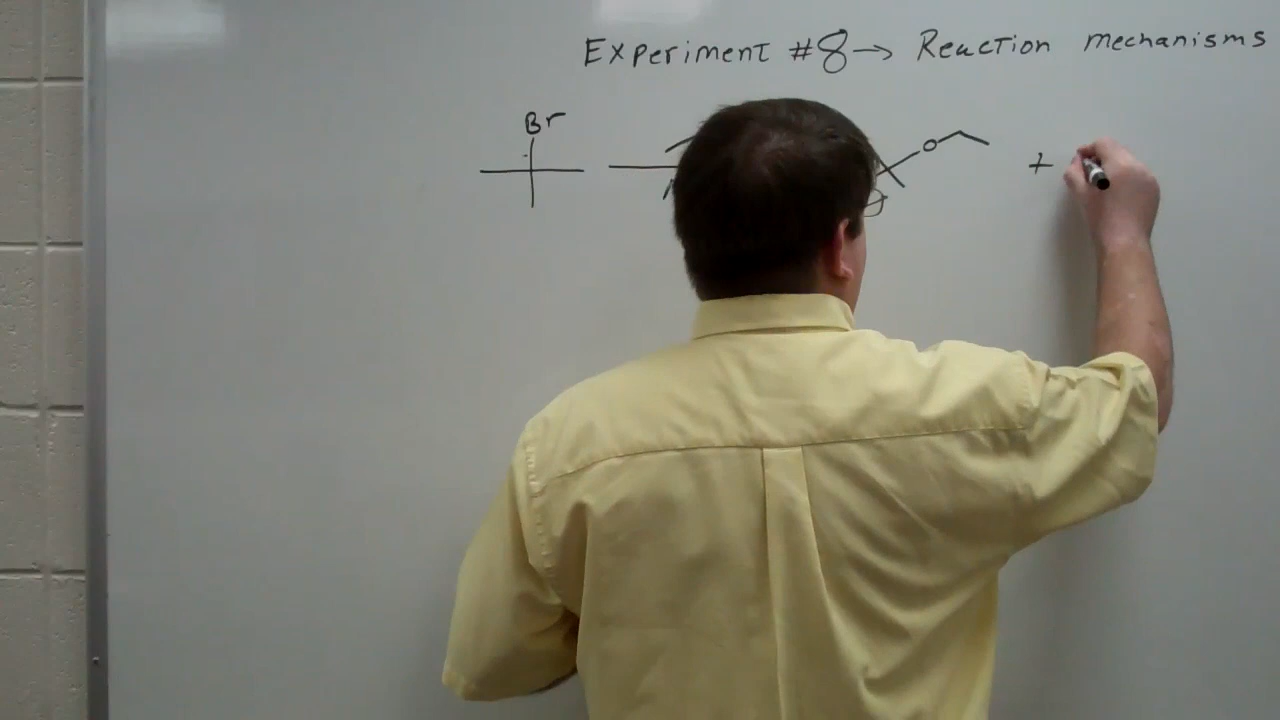 Experiment #8→ Reaction mechanisms
Br
O
+